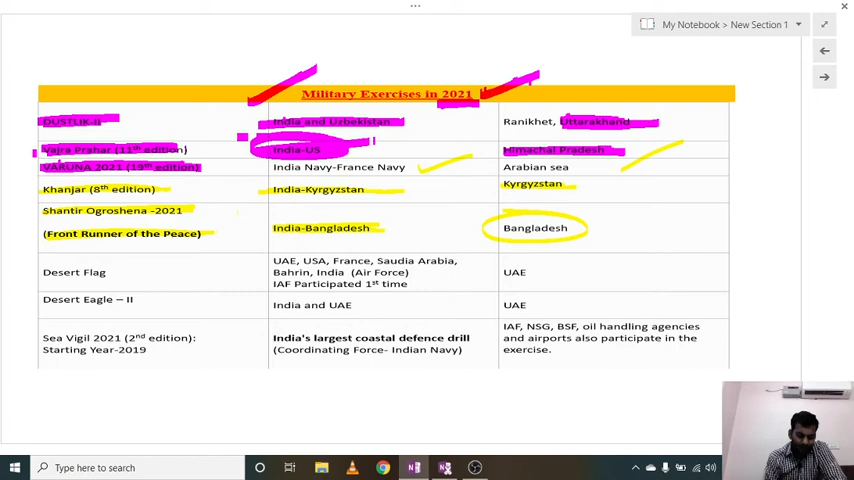 My Notebook > New Section 1
Military Exercises in 2021
DUSTLIK-II
India and Uzbekistan
Ranikhet, Uttarakhand
Vajra Prahar (11th edition)
India-US
Himachal Pradesh
VARUNA 2021 (19th edition)
India Navy-France Navy
Arabian sea
Khanjar (8th edition)
India-Kyrgyzstan
Kyrgyzstan
Shantir Ogroshena -2021
(Front Runner of the Peace)
India-Bangladesh
Bangladesh
Desert Flag
UAE, USA, France, Saudia Arabia,
Bahrin, India  (Air Force)
IAF Participated 1st time
UAE
Desert Eagle – II
India and UAE
UAE
Sea Vigil 2021 (2nd edition):
Starting Year-2019
India's largest coastal defence drill
(Coordinating Force- Indian Navy)
IAF, NSG, BSF, oil handling agencies
and airports also participate in the
exercise.
Type here to search